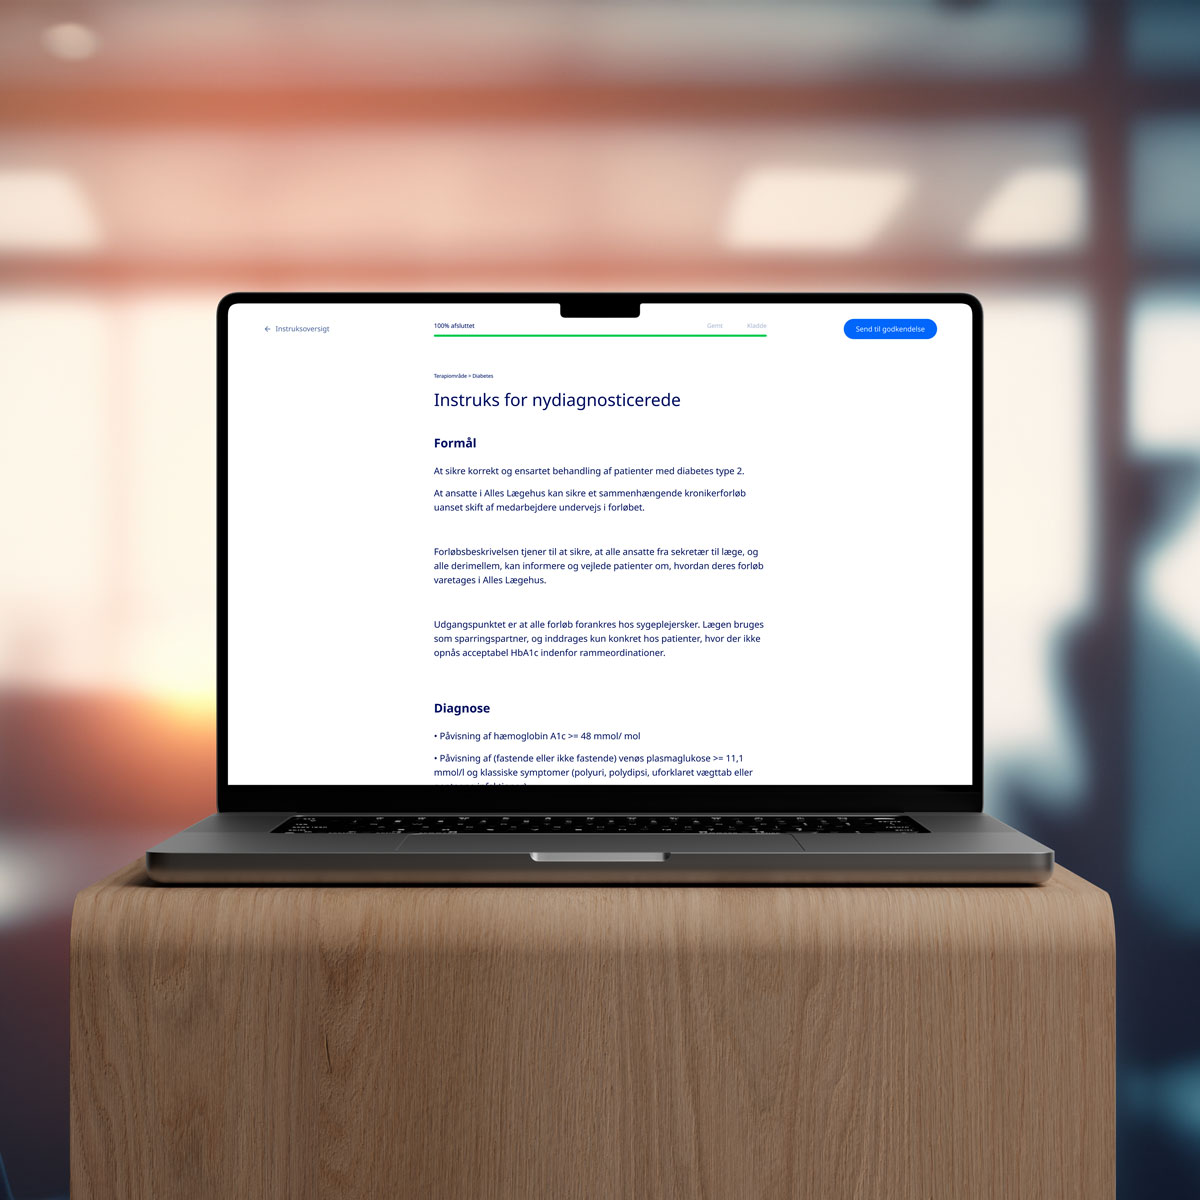 ← Instruksoversigt
100% afsluttet
Gemt
Kladde
Send til godkendelse
Terapiområde > Diabetes
Instruks for nydiagnosticerede
Formål
At sikre korrekt og ensartet behandling af patienter med diabetes type 2.
At ansatte i Alles Lægehus kan sikre et sammenhængende kronikerforløb
uanset skift af medarbejdere undervejs i forløbet.
Forløbsbeskrivelsen tjener til at sikre, at alle ansatte fra sekretær til læge, og
alle derimellem, kan informere og vejlede patienter om, hvordan deres forløb
varetages i Alles Lægehus.
Udgangspunktet er at alle forløb forankres hos sygeplejersker. Lægen bruges
som sparringspartner, og inddrages kun konkret hos patienter, hvor der ikke
opnås acceptabel HbA1c indenfor rammeordinationer.
Diagnose
• Påvisning af hæmoglobin A1c >= 48 mmol/ mol
• Påvisning af (fastende eller ikke fastende) venøs plasmaglukose >= 11,1
mmol/l og klassiske symptomer (polyuri, polydipsi, uforklaret vægttab eller